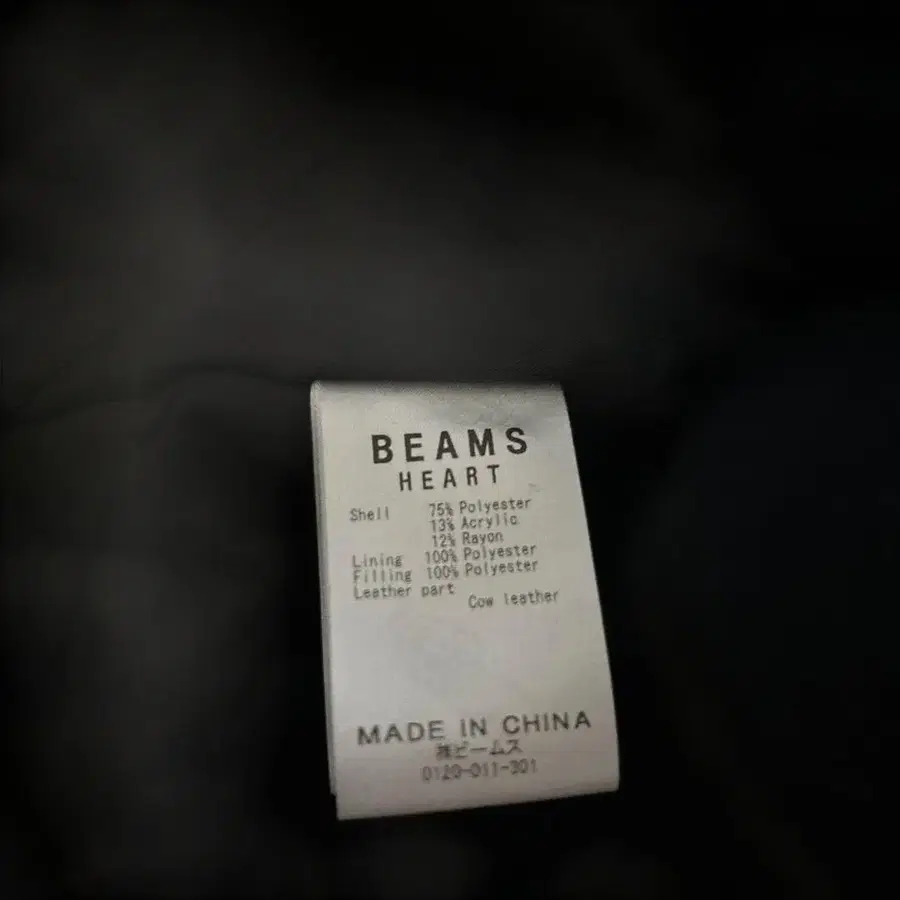 BEAMS
HEART
Shell 75% Polyester
13% Acrylic
12% Rayon
Lining 100% Polyester
Filling 100% Polyester
Leather part
Cow leather
MADE IN CHINA
㈱ビームス
0120-011-301